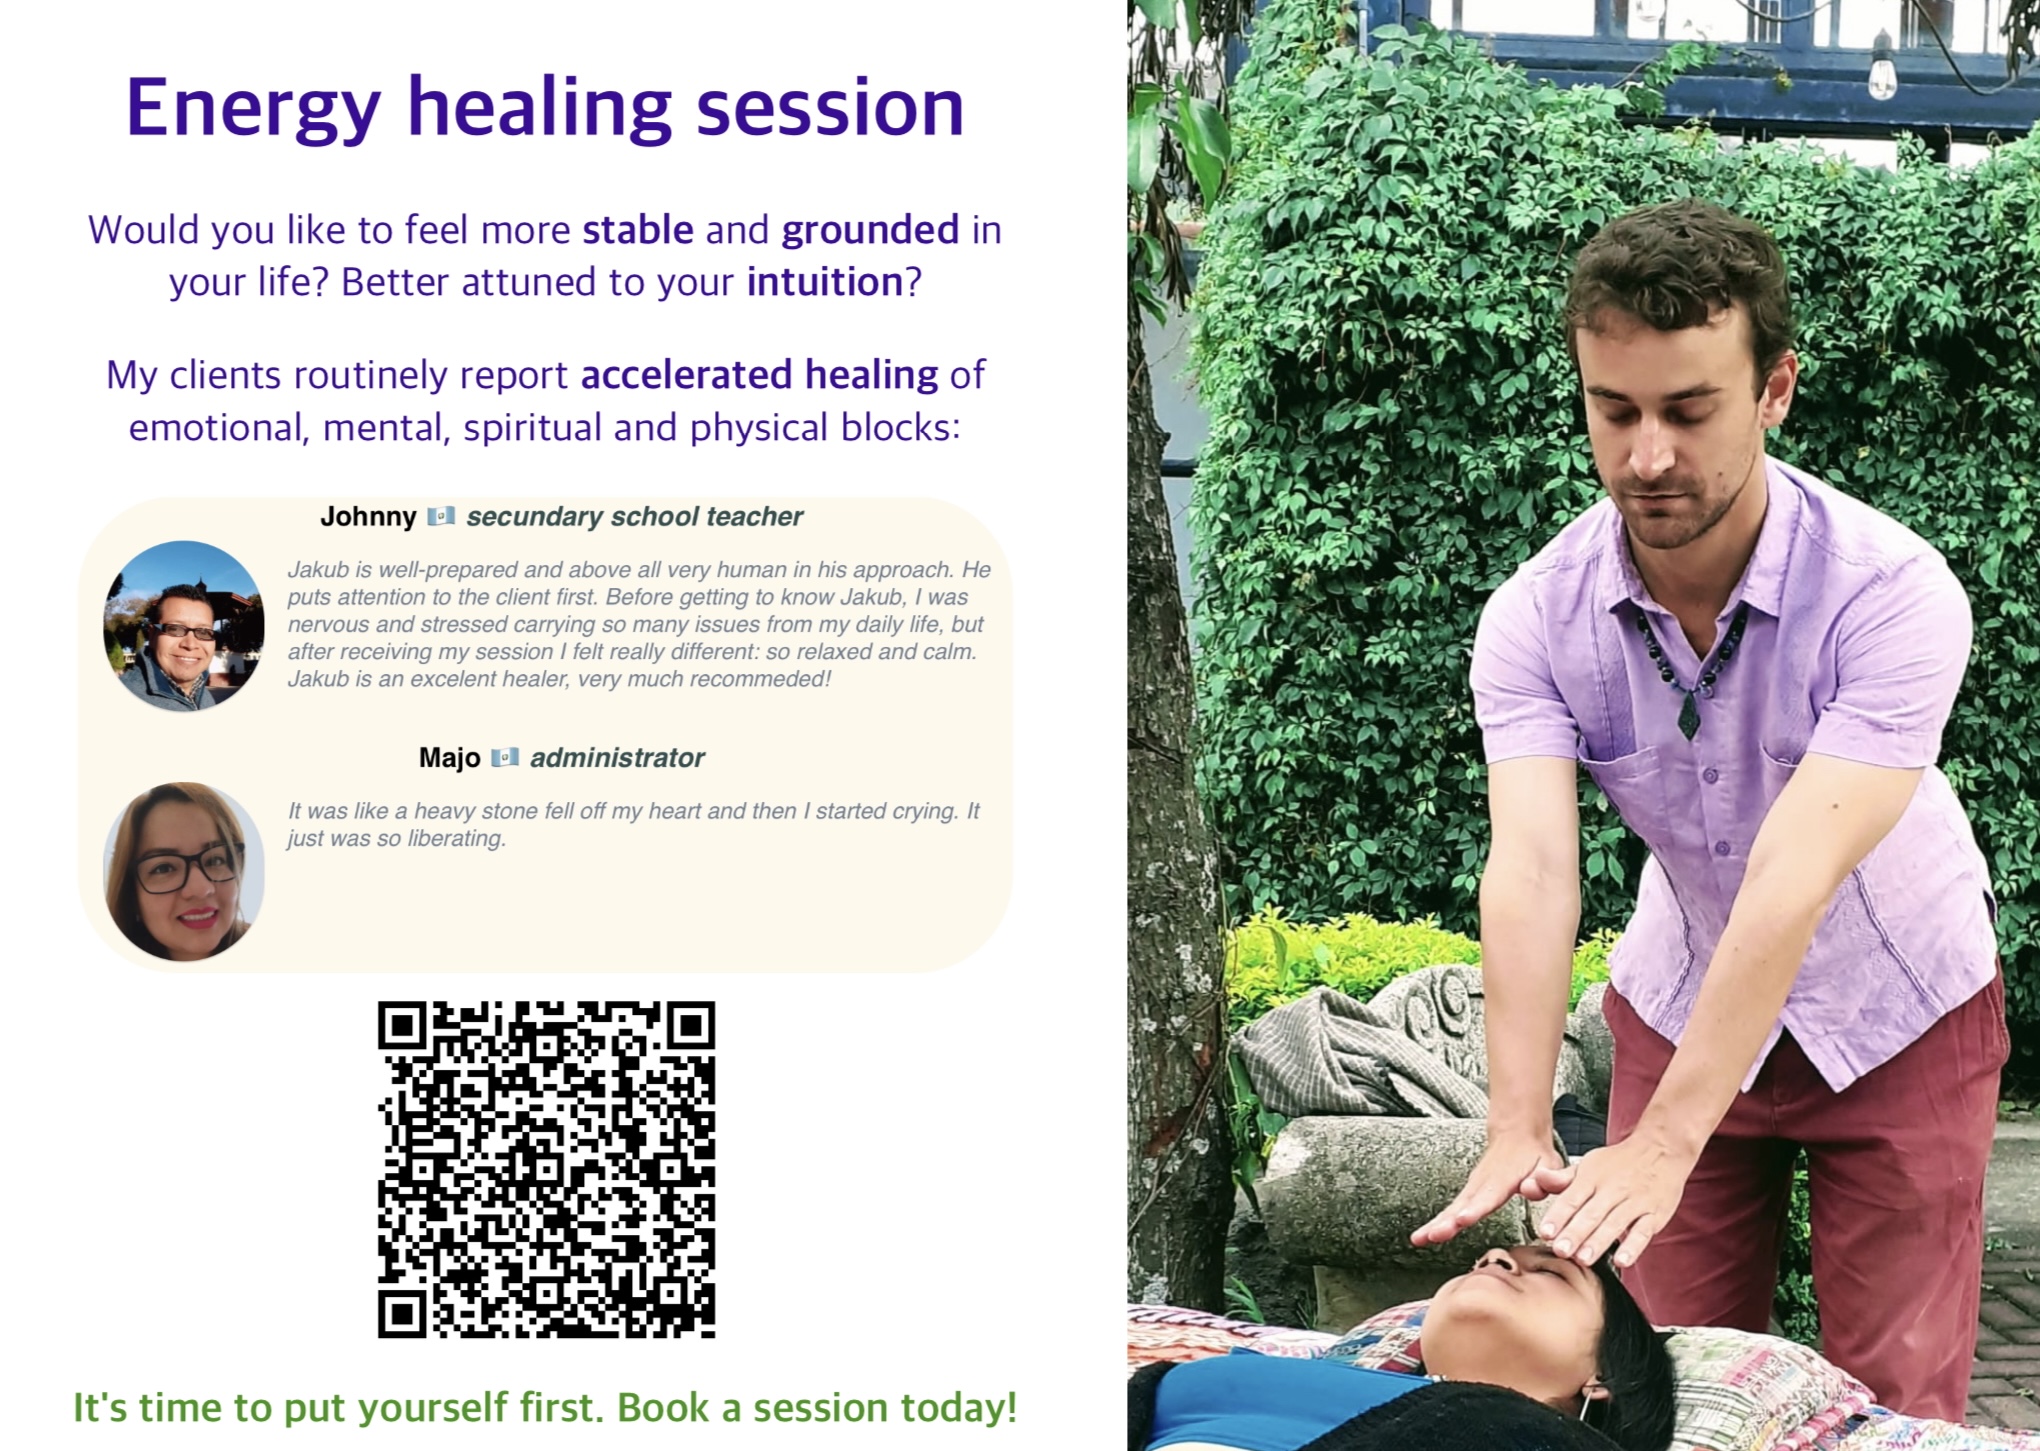 Energy healing session
Would you like to feel more stable and grounded in
your life? Better attuned to your intuition?
My clients routinely report accelerated healing of
emotional, mental, spiritual and physical blocks:
Johnny 🇬🇹 secundary school teacher
Jakub is well-prepared and above all very human in his approach. He
puts attention to the client first. Before getting to know Jakub, I was
nervous and stressed carrying so many issues from my daily life, but
after receiving my session I felt really different: so relaxed and calm.
Jakub is an excelent healer, very much recommeded!
Majo 🇬🇹 administrator
It was like a heavy stone fell off my heart and then I started crying. It
just was so liberating.
It's time to put yourself first. Book a session today!